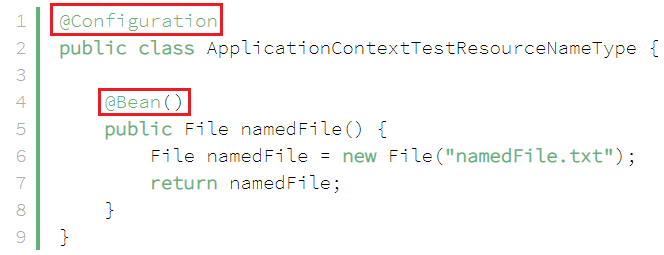 1 @Configuration
2 public class ApplicationContextTestResourceNameType {
3
4     @Bean()
5     public File namedFile() {
6         File namedFile = new File("namedFile.txt");
7         return namedFile;
8     }
9 }